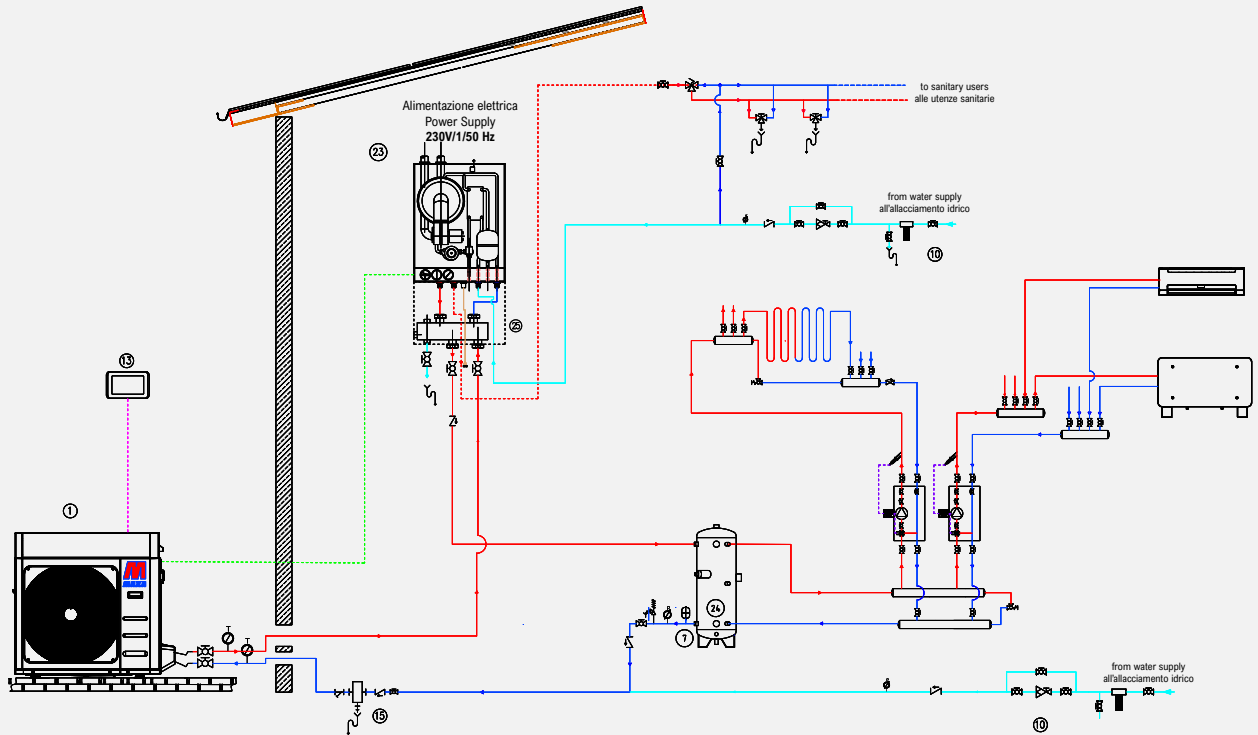 to sanitary users
alle utenze sanitarie
Alimentazione elettrica
Power Supply
230V/1/50 Hz
23
from water supply
all'allacciamento idrico
10
25
13
1
M
24
7
T
T
15
from water supply
all'allacciamento idrico
10